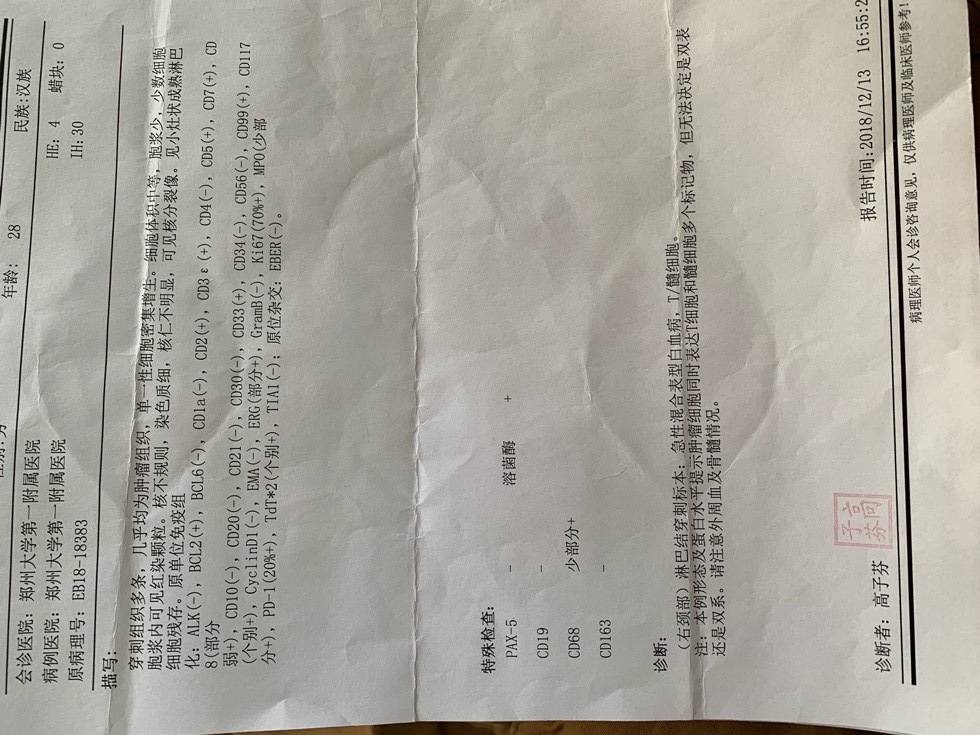 年龄： 28
民族:汉族
会诊医院：郑州大学第一附属医院
病例医院：郑州大学第一附属医院
HE: 4 蜡块: 0
原病理号: EB18-18383
IH:30
描写:
穿刺组织多条，几乎均为肿瘤组织，单一性细胞密集增生。细胞体积中等，胞浆少，少数细胞
胞浆内可见红染颗粒。核不规则，染色质细，核仁不明显，可见核分裂像。见小灶状成熟淋巴
细胞残存。原单位免疫组
化：ALK(-), BCL2(+), BCL6(-), CD1a(-), CD2(+), CD3ε(+), CD4(-), CD5(+), CD7(+), CD
8(部分
弱+), CD10(-), CD20(-), CD21(-), CD30(-), CD33(+), CD34(-), CD56(-), CD99(+), CD117
(个别+), CyclinD1(-), EMA(-), ERG(部分+), GramB(-), Ki67(70%+), MPO(少部
分+), PD-1(20%+), TdT*2(个别+), TIA1(-); 原位杂交: EBER(-)。
特殊检查:
PAX-5 - 溶菌酶 +
CD19 -
CD68 少部分+
CD163 -
诊断:
（右颈部）淋巴结穿刺标本：急性混合表型白血病，T/髓细胞。
注：本例形态及蛋白水平提示肿瘤细胞同时表达T细胞和髓细胞多个标记物，但无法决定是双表
还是双系。请注意外周血及骨髓情况。
诊断者: 高子芬
高子芬
报告时间:2018/12/13 16:55:2
病理医师个人会诊咨询意见，仅供病理医师及临床医师参考!